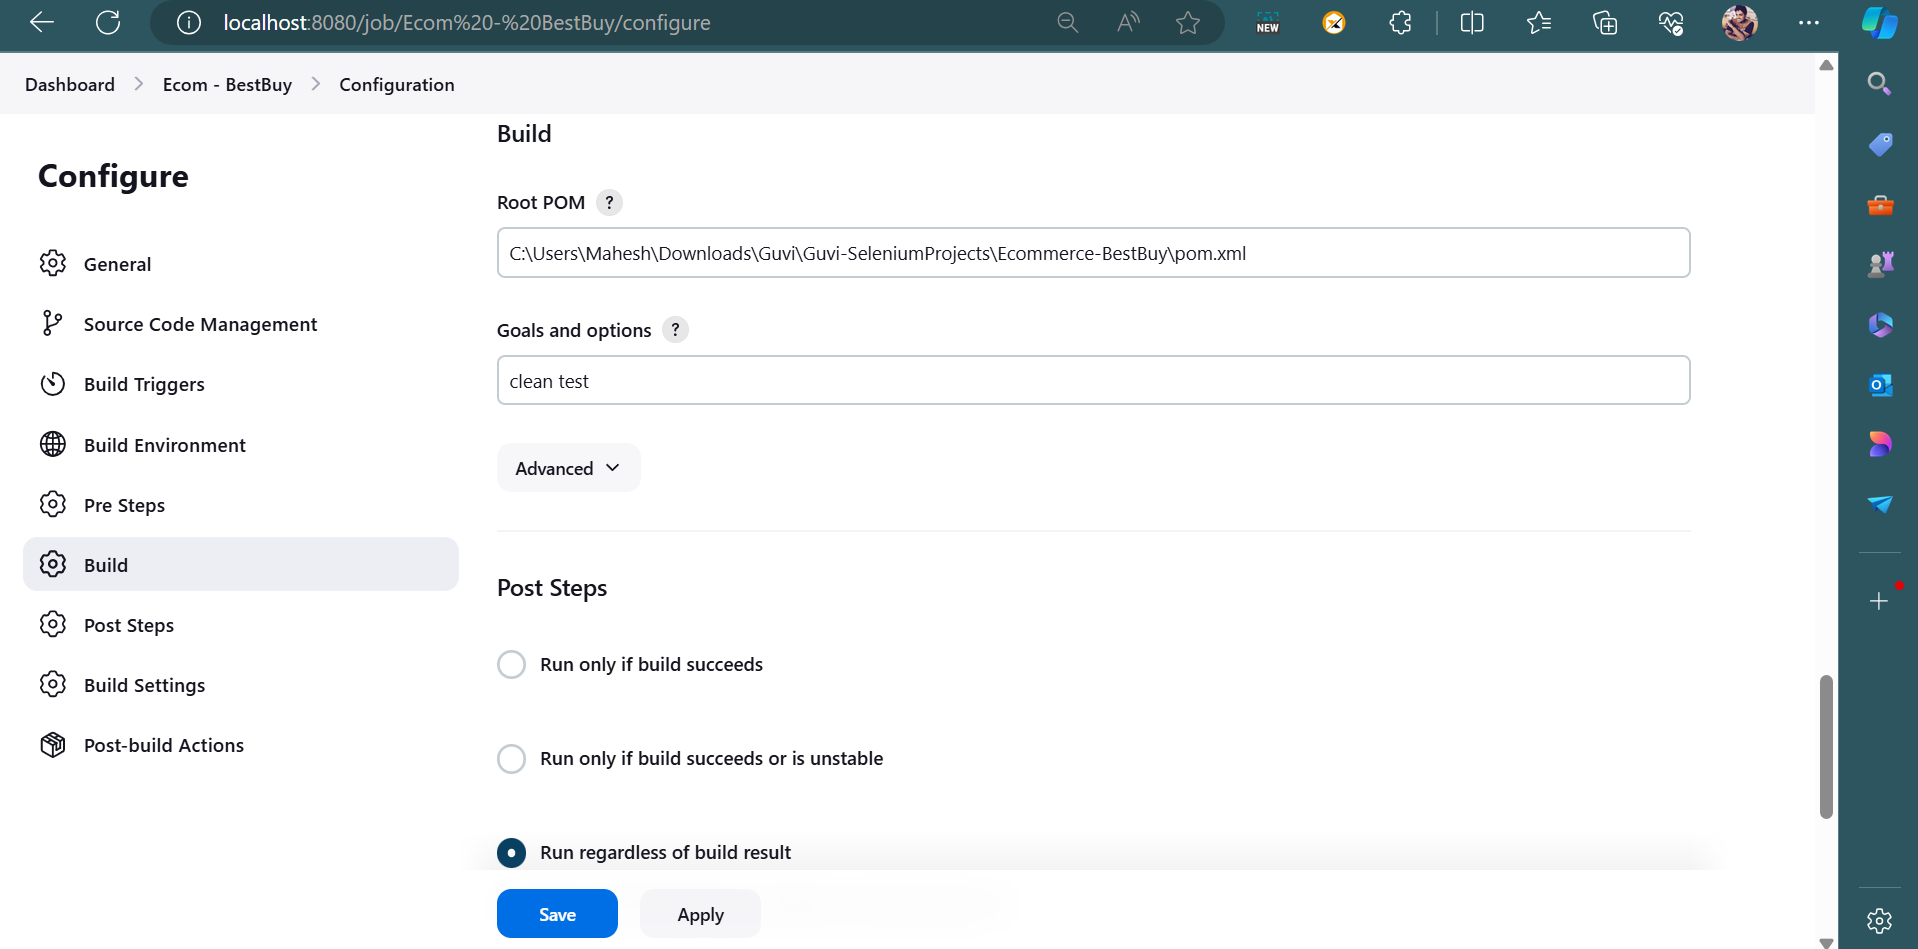 localhost:8080/job/Ecom%20-%20BestBuy/configure
NEW
Dashboard > Ecom - BestBuy > Configuration
Configure
General
Source Code Management
Build Triggers
Build Environment
Pre Steps
Build
Post Steps
Build Settings
Post-build Actions
Build
Root POM ?
C:\Users\Mahesh\Downloads\Guvi\Guvi-SeleniumProjects\Ecommerce-BestBuy\pom.xml
Goals and options ?
clean test
Advanced
Post Steps
Run only if build succeeds
Run only if build succeeds or is unstable
Run regardless of build result
Save Apply